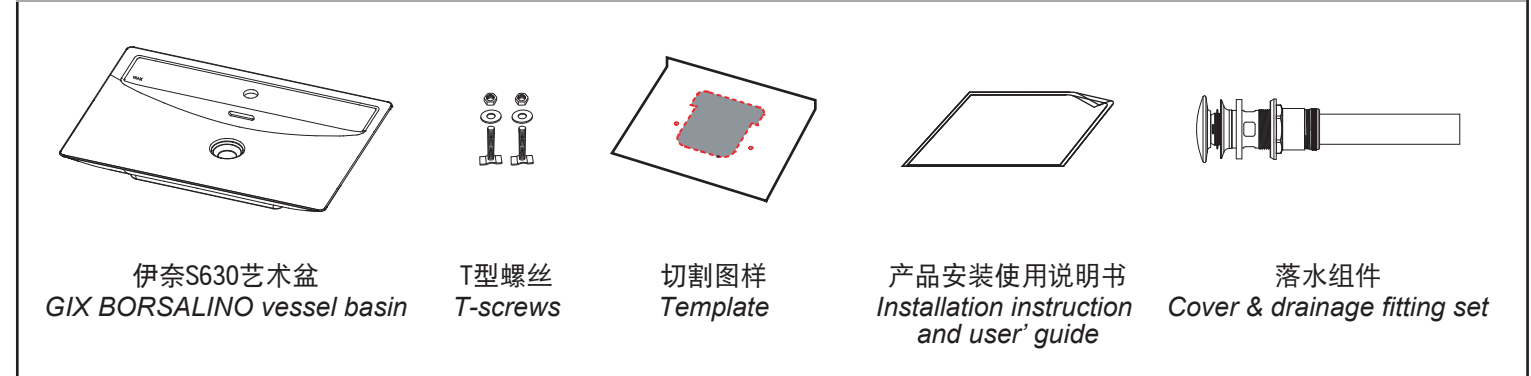 伊奈S630艺术盆
GIX BORSALINO vessel basin
T型螺丝
T-screws
切割图样
Template
产品安装使用说明书
Installation instruction
and user’ guide
落水组件
Cover & drainage fitting set